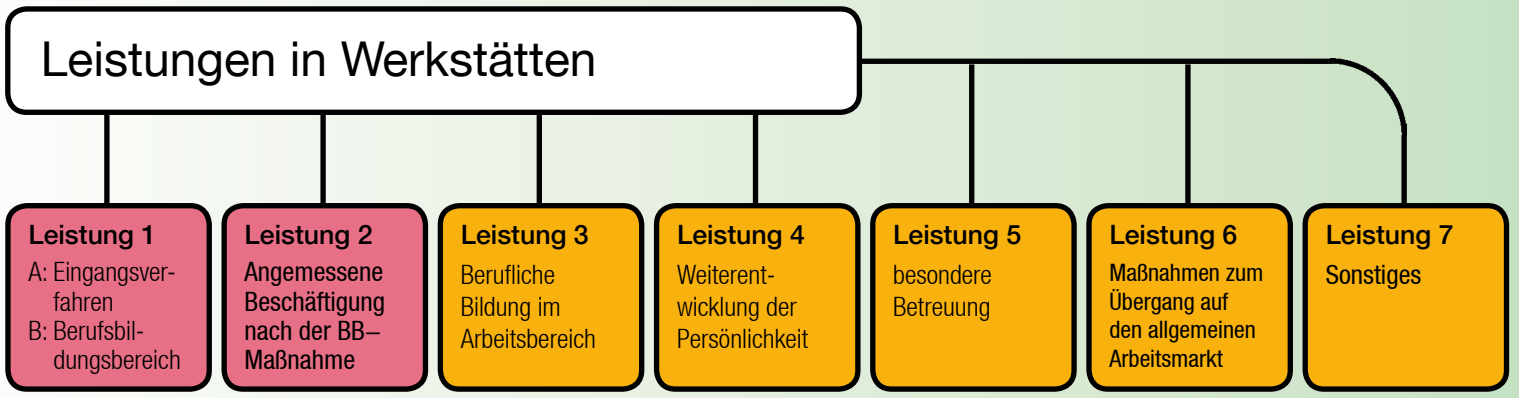 Leistungen in Werkstätten
Leistung 1
A: Eingangsver-
fahren
B: Berufsbil-
dungsbereich
Leistung 2
Angemessene
Beschäftigung
nach der BB–
Maßnahme
Leistung 3
Berufliche
Bildung im
Arbeitsbereich
Leistung 4
Weiterent-
wicklung der
Persönlichkeit
Leistung 5
besondere
Betreuung
Leistung 6
Maßnahmen zum
Übergang auf
den allgemeinen
Arbeitsmarkt
Leistung 7
Sonstiges